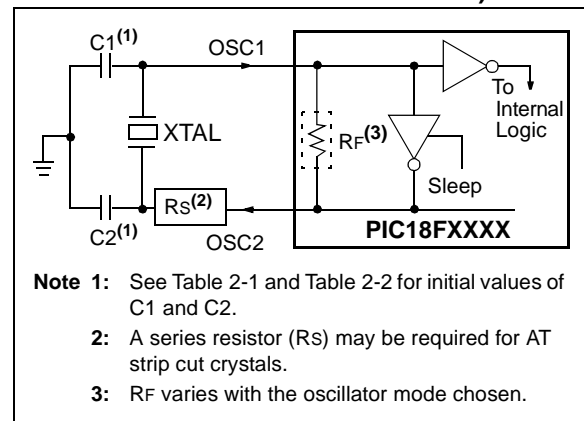 C1(1)
OSC1
To
Internal
Logic
XTAL
RF(3)
Sleep
RS(2)
C2(1)
OSC2
PIC18FXXXX
Note 1: See Table 2-1 and Table 2-2 for initial values of
C1 and C2.
2: A series resistor (RS) may be required for AT
strip cut crystals.
3: RF varies with the oscillator mode chosen.